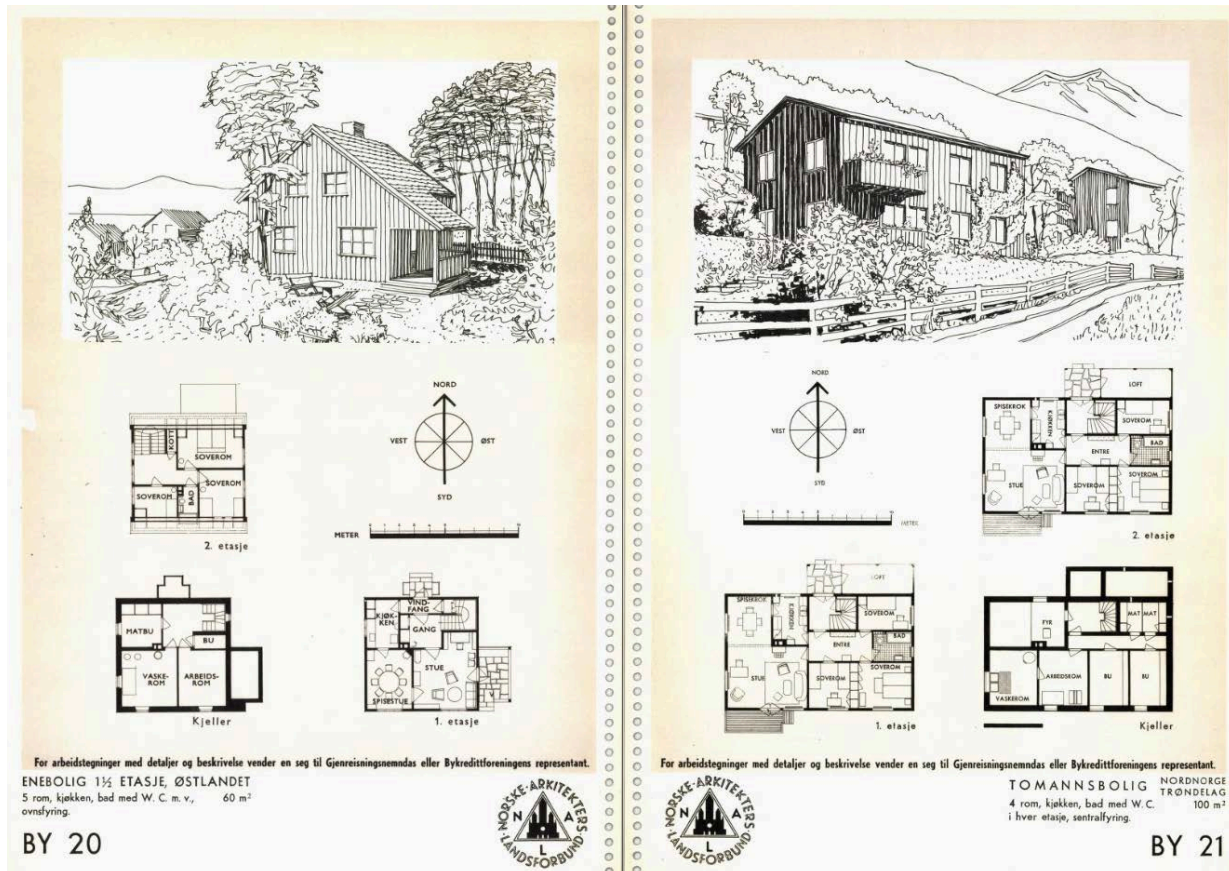 KOTT
SOVEROM
SOVEROM
SOVEROM
BAD
2. etasje
NORD
VEST
ØST
SYD
METER
MATBU
BU
VASKE-
ROM
ARBEIDS-
ROM
Kjeller
VIND-
FANG
KJØK-
KEN
GANG
STUE
SPISESTUE
1. etasje
For arbeidstegninger med detaljer og beskrivelse vender en seg til Gjenreisningsnemndas eller Bykredittforeningens representant.
ENEBOLIG 1½ ETASJE, ØSTLANDET
5 rom, kjøkken, bad med W. C. m. v., 60 m²
ovnsfyring.
BY 20
NORSKE·ARKITEKTERS·LANDSFORBUND
N A
L
NORD
VEST
ØST
SYD
METER
LOFT
SPISEKROK
KJØKKEN
SOVEROM
ENTRE
BAD
STUE
SOVEROM
SOVEROM
2. etasje
LOFT
SPISEKROK
KJØKKEN
SOVEROM
BAD
ENTRE
STUE
SOVEROM
SOVEROM
1. etasje
FYR
MAT MAT
VASKEROM
ARBEIDSROM
BU
BU
Kjeller
For arbeidstegninger med detaljer og beskrivelse vender en seg til Gjenreisningsnemndas eller Bykredittforeningens representant.
NORSKE·ARKITEKTERS·LANDSFORBUND
N A
L
TOMANNSBOLIG NORDNORGE
TRØNDELAG
4 rom, kjøkken, bad med W. C. 100 m²
i hver etasje, sentralfyring.
BY 21